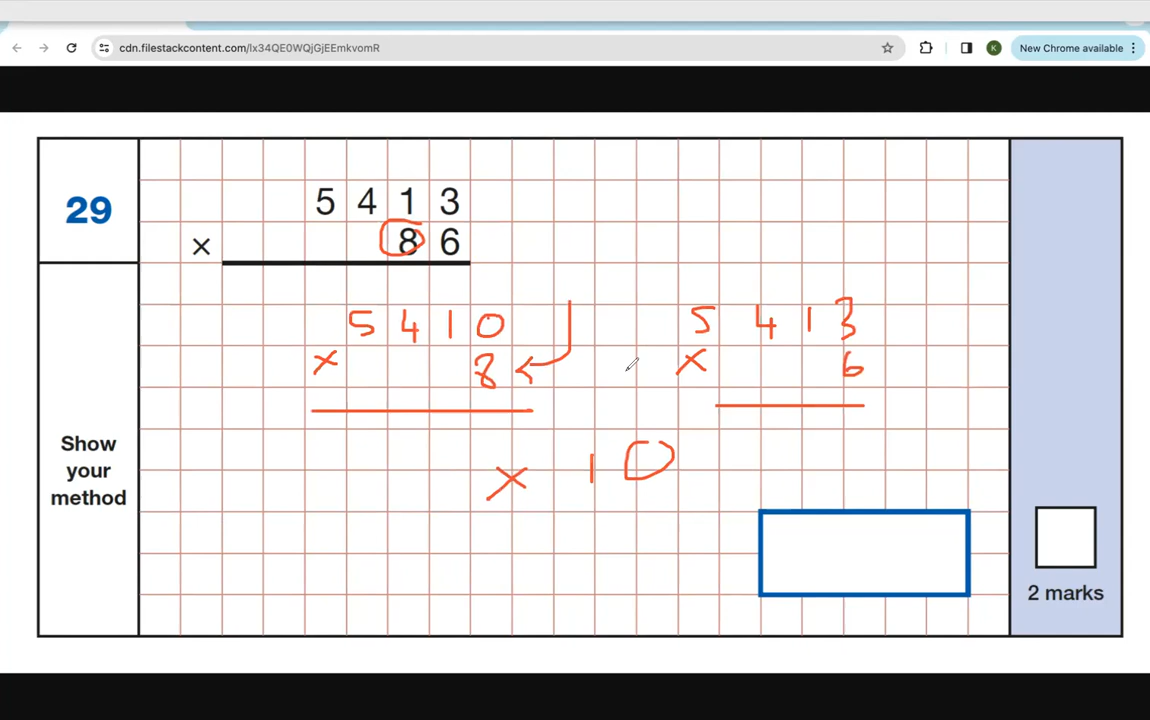 cdn.filestackcontent.com/lx34QE0WQjGjEEmkvomR
K
New Chrome available
29
5 4 1 3
× 8 6
5 4 1 0
× 8
5 4 1 3
× 6
× 1 0
Show
your
method
2 marks